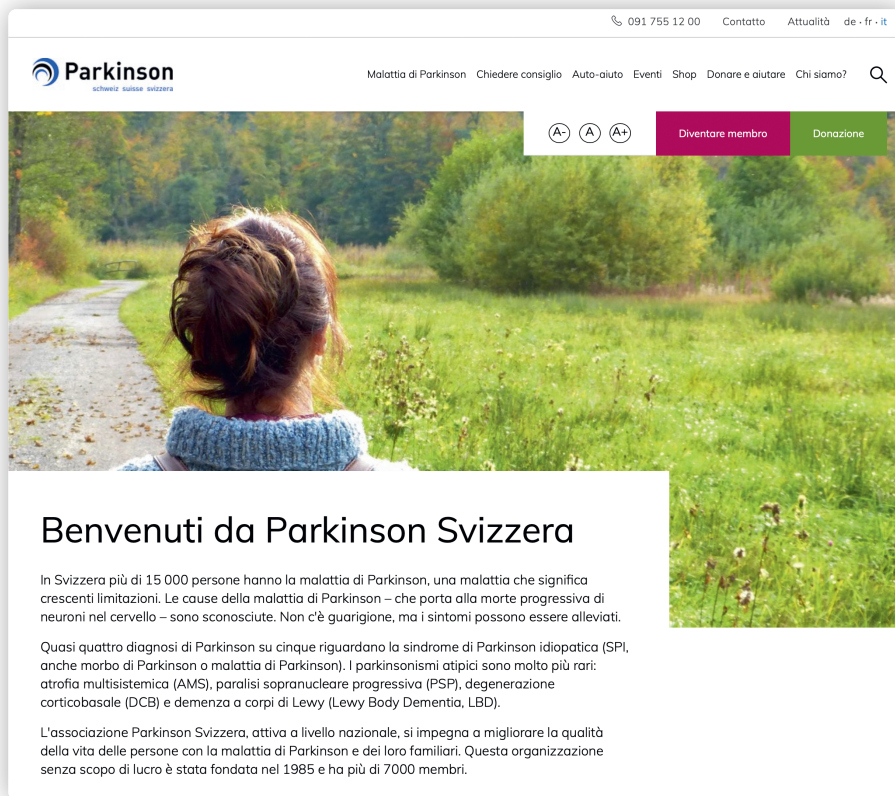 091 755 12 00 Contatto Attualità de · fr · it
Parkinson
schweiz suisse svizzera
Malattia di Parkinson Chiedere consiglio Auto-aiuto Eventi Shop Donare e aiutare Chi siamo?
A- A A+ Diventare membro Donazione
Benvenuti da Parkinson Svizzera
In Svizzera più di 15 000 persone hanno la malattia di Parkinson, una malattia che significa
crescenti limitazioni. Le cause della malattia di Parkinson – che porta alla morte progressiva di
neuroni nel cervello – sono sconosciute. Non c'è guarigione, ma i sintomi possono essere alleviati.
Quasi quattro diagnosi di Parkinson su cinque riguardano la sindrome di Parkinson idiopatica (SPI,
anche morbo di Parkinson o malattia di Parkinson). I parkinsonismi atipici sono molto più rari:
atrofia multisistemica (AMS), paralisi sopranucleare progressiva (PSP), degenerazione
corticobasale (DCB) e demenza a corpi di Lewy (Lewy Body Dementia, LBD).
L'associazione Parkinson Svizzera, attiva a livello nazionale, si impegna a migliorare la qualità
della vita delle persone con la malattia di Parkinson e dei loro familiari. Questa organizzazione
senza scopo di lucro è stata fondata nel 1985 e ha più di 7000 membri.